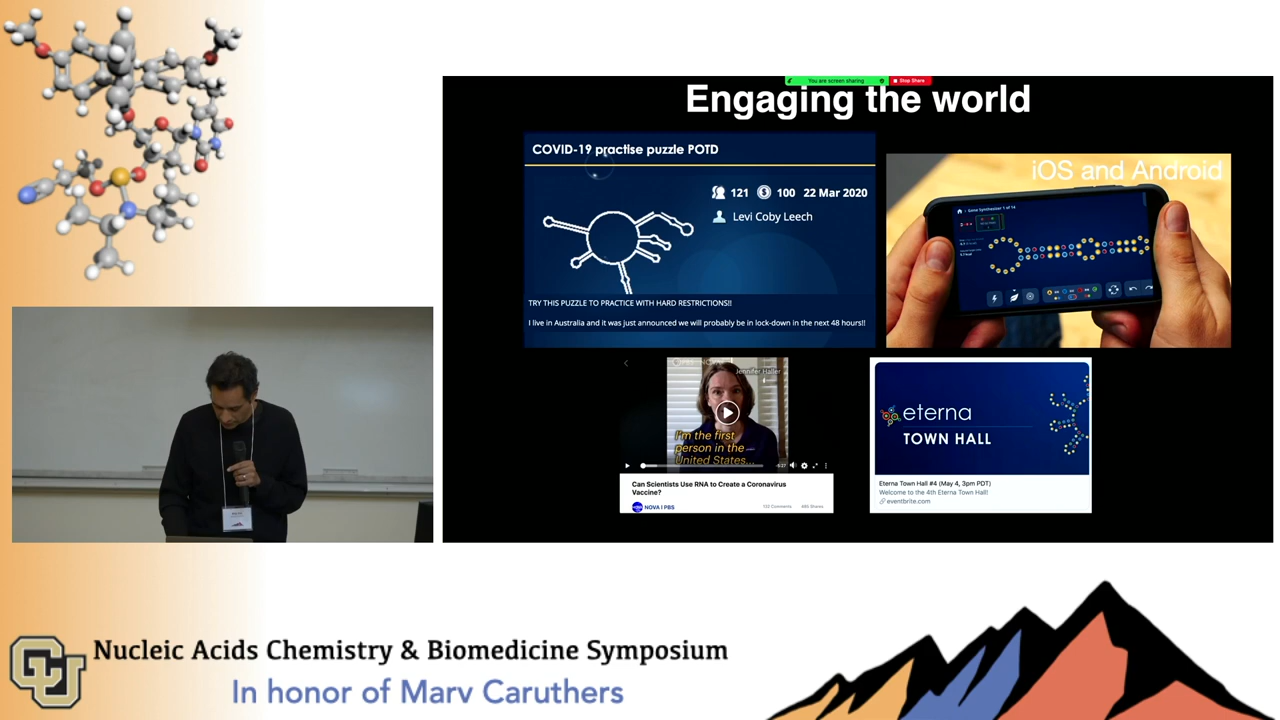 You are screen sharing
Stop Share
Engaging the world
COVID-19 practise puzzle POTD
121 100 22 Mar 2020
Levi Coby Leech
TRY THIS PUZZLE TO PRACTICE WITH HARD RESTRICTIONS!!
I live in Australia and it was just announced we will probably be in lock-down in the next 48 hours!!
iOS and Android
Jennifer Haller
I'm the first
person in the
United States...
Can Scientists Use RNA to Create a Coronavirus
Vaccine?
NOVA | PBS
eterna
TOWN HALL
Eterna Town Hall #4 (May 4, 3pm PDT)
Welcome to the 4th Eterna Town Hall!
eventbrite.com
CU
Nucleic Acids Chemistry & Biomedicine Symposium
In honor of Marv Caruthers